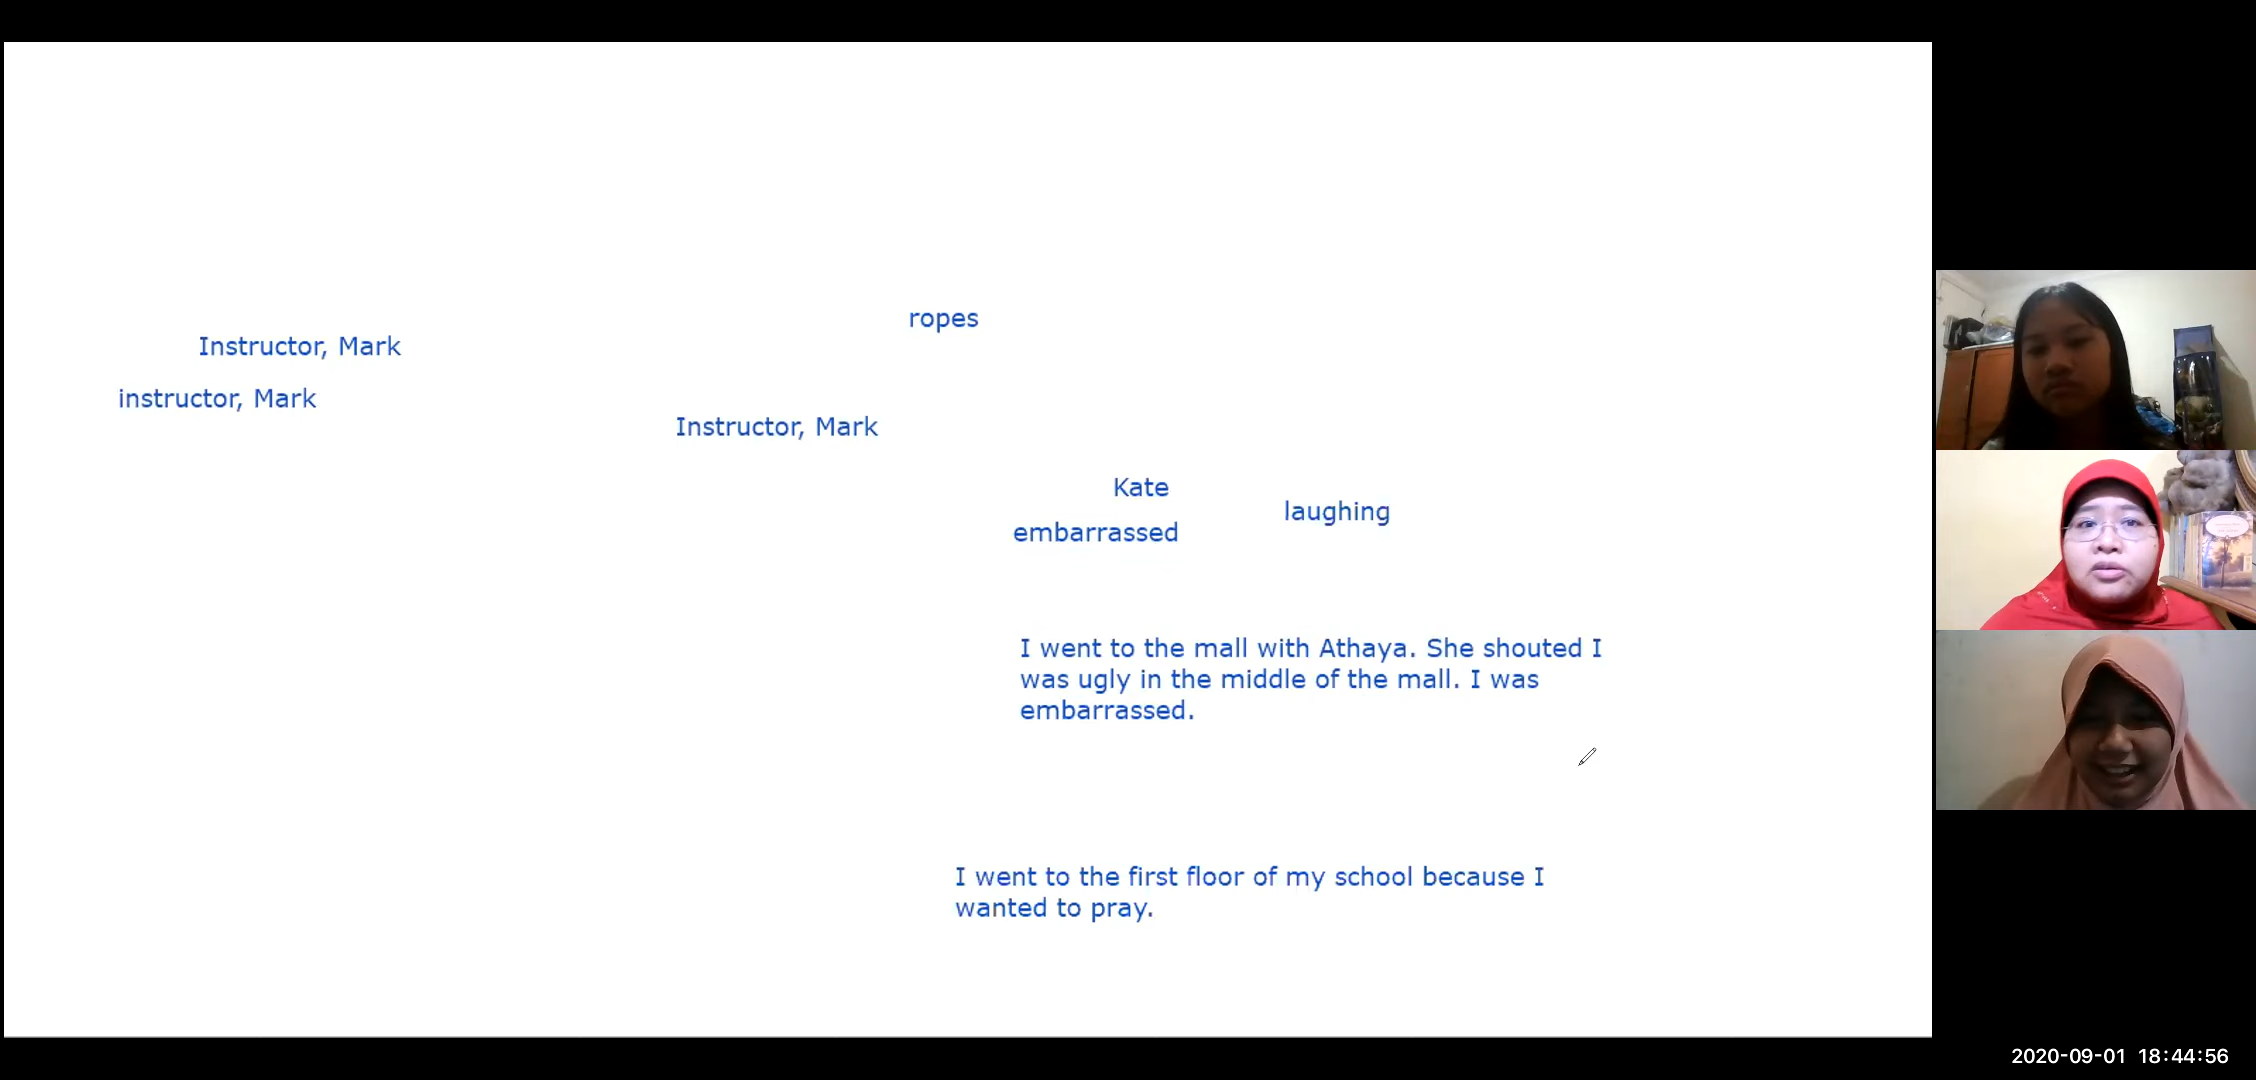 ropes
Instructor, Mark
instructor, Mark
Instructor, Mark
Kate
laughing
embarrassed
I went to the mall with Athaya. She shouted I
was ugly in the middle of the mall. I was
embarrassed.
I went to the first floor of my school because I
wanted to pray.
2020-09-01 18:44:56